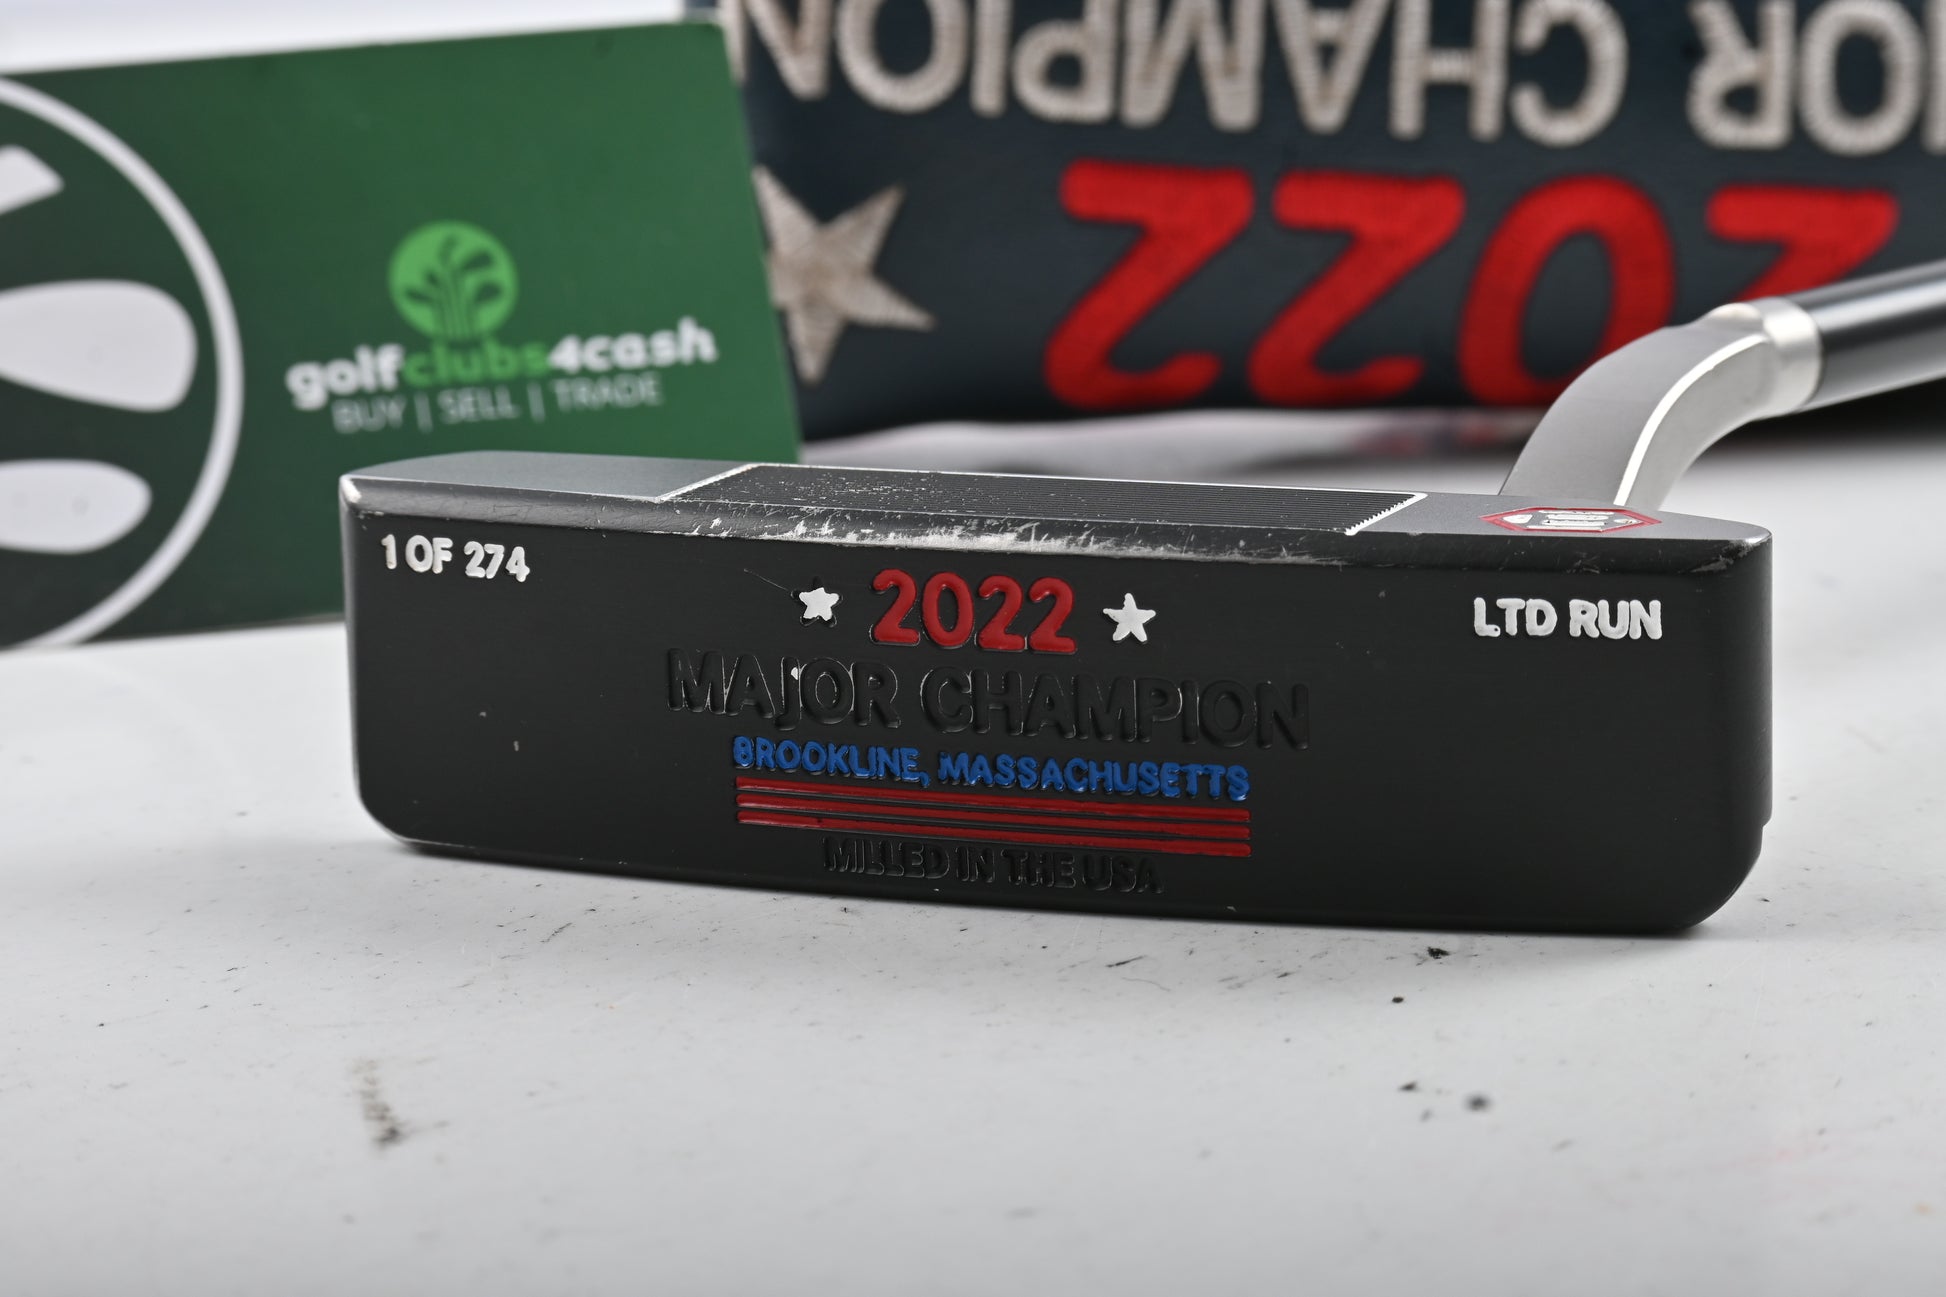 MAJOR CHAMPION
2022
golfclubs4cash
BUY | SELL | TRADE
1 OF 274
2022
LTD RUN
MAJOR CHAMPION
BROOKLINE, MASSACHUSETTS
MILLED IN THE USA